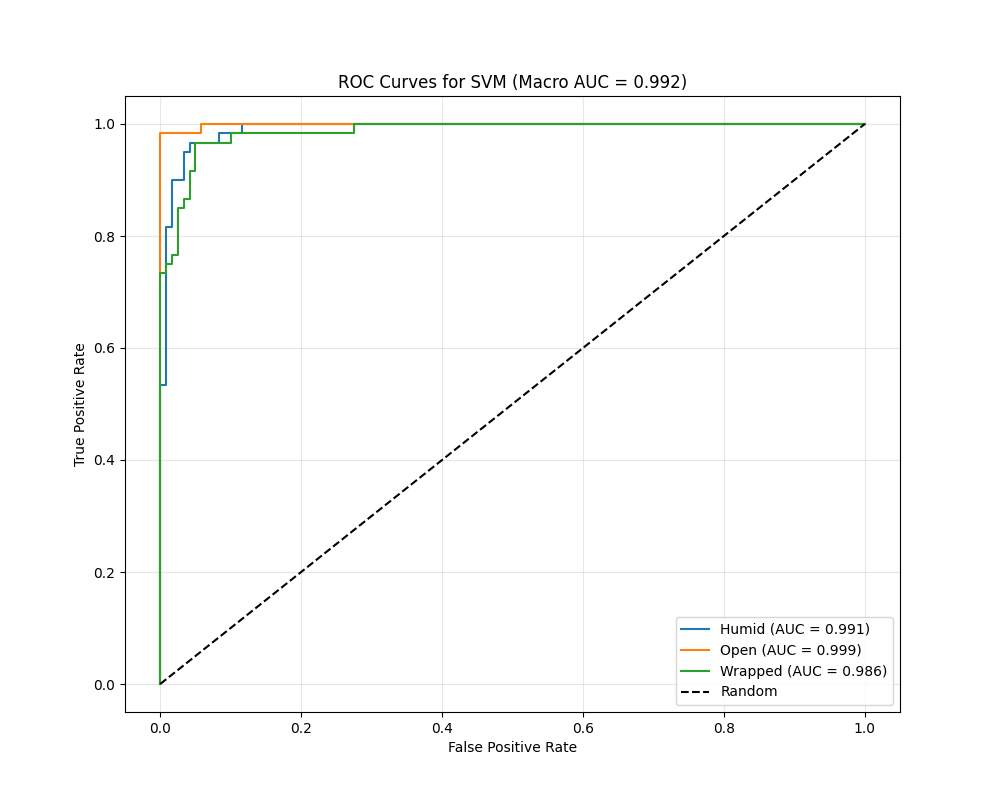 ROC Curves for SVM (Macro AUC = 0.992)
True Positive Rate
1.0
0.8
0.6
0.4
0.2
0.0
Humid (AUC = 0.991)
Open (AUC = 0.999)
Wrapped (AUC = 0.986)
Random
0.0 0.2 0.4 0.6 0.8 1.0
False Positive Rate